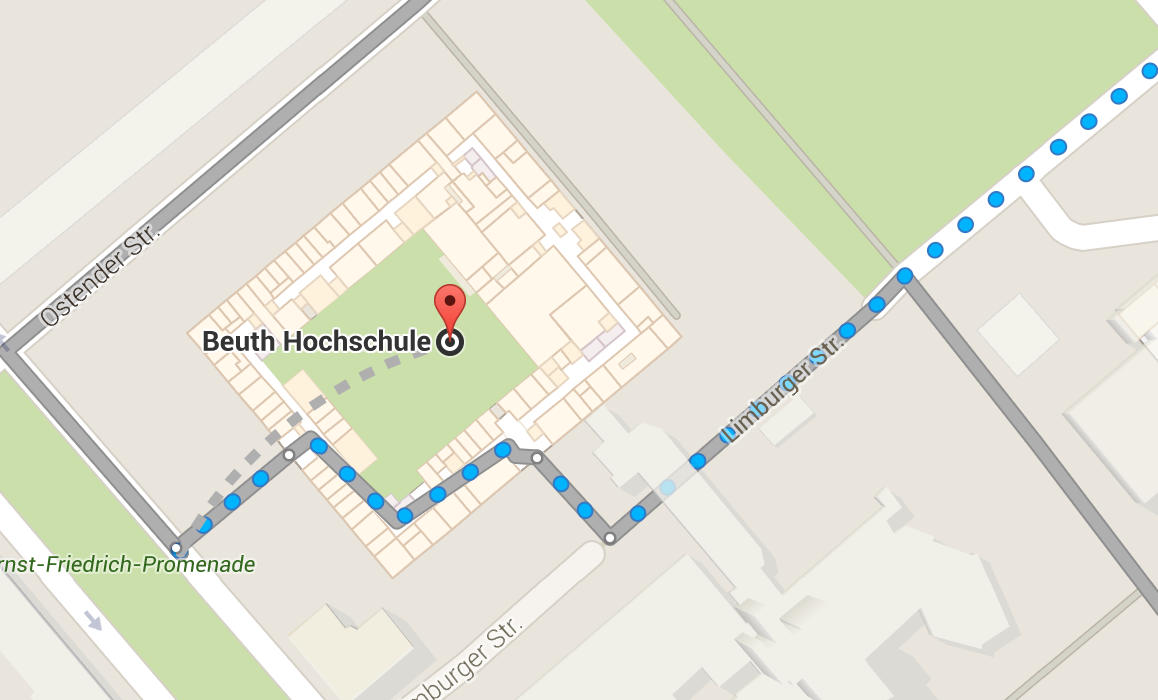 Ostender Str.
Beuth Hochschule
Limburger Str.
rnst-Friedrich-Promenade
mburger Str.